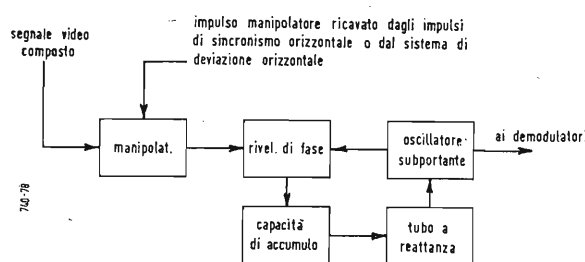 segnale video
composto
impulso manipolatore ricavato dagli impulsi
di sincronismo orizzontale o dal sistema di
deviazione orizzontale
manipolat.
rivel. di fase
oscillatore
subportante
ai demodulatori
capacità
di accumulo
tubo a
reattanza
740-78